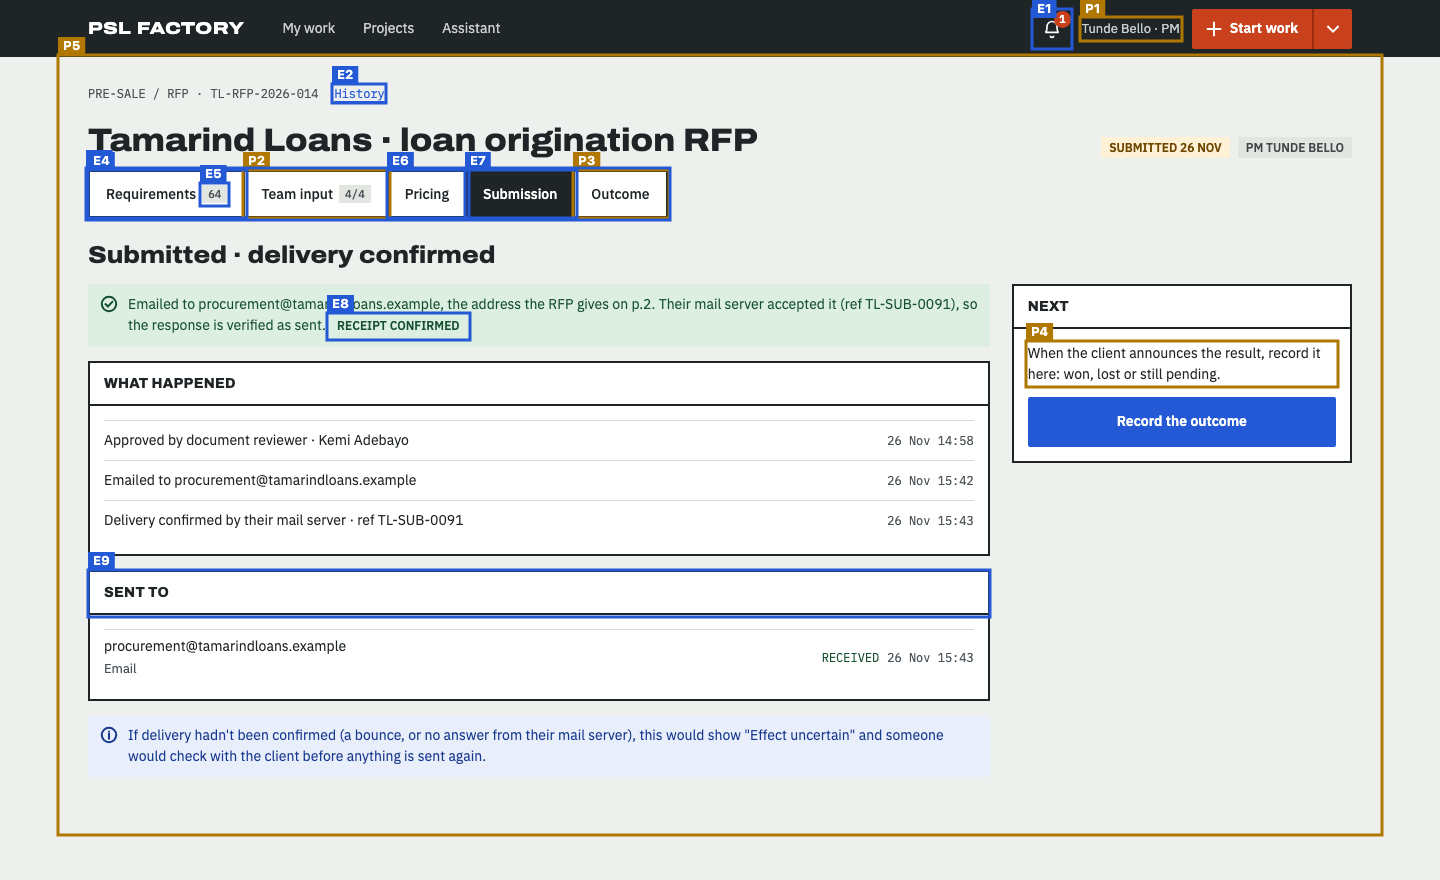 PSL FACTORY
My work
Projects
Assistant
E1
1
P1
Tunde Bello · PM
Start work
P5
E2
PRE-SALE / RFP · TL-RFP-2026-014
History
Tamarind Loans · loan origination RFP
SUBMITTED 26 NOV
PM TUNDE BELLO
E4
E5
P2
E6
E7
P3
Requirements 64
Team input 4/4
Pricing
Submission
Outcome
Submitted · delivery confirmed
Emailed to procurement@tamar oans.example, the address the RFP gives on p.2. Their mail server accepted it (ref TL-SUB-0091), so
E8
the response is verified as sent. RECEIPT CONFIRMED
NEXT
P4
When the client announces the result, record it
here: won, lost or still pending.
Record the outcome
WHAT HAPPENED
Approved by document reviewer · Kemi Adebayo 26 Nov 14:58
Emailed to procurement@tamarindloans.example 26 Nov 15:42
Delivery confirmed by their mail server · ref TL-SUB-0091 26 Nov 15:43
E9
SENT TO
procurement@tamarindloans.example
Email
RECEIVED 26 Nov 15:43
If delivery hadn't been confirmed (a bounce, or no answer from their mail server), this would show "Effect uncertain" and someone
would check with the client before anything is sent again.